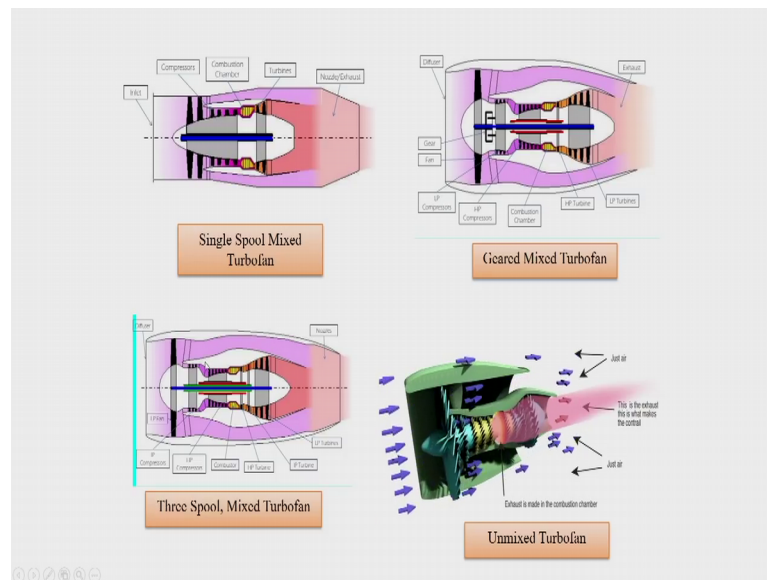 Compressors
Combustion
Chamber
Turbines
Nozzle/Exhaust
Inlet
Single Spool Mixed
Turbofan
Diffuser
Exhaust
Gear
Fan
LP
Compressors
HP
Compressors
Combustion
Chamber
HP Turbine
LP Turbines
Geared Mixed Turbofan
Diffuser
Nozzles
LP Fan
IP
Compressors
HP
Compressors
Combustor
HP Turbine
IP Turbine
LP Turbines
Three Spool, Mixed Turbofan
Just air
This is the exhaust
this is what makes
the contrail
Just air
Exhaust is made in the combustion chamber
Unmixed Turbofan